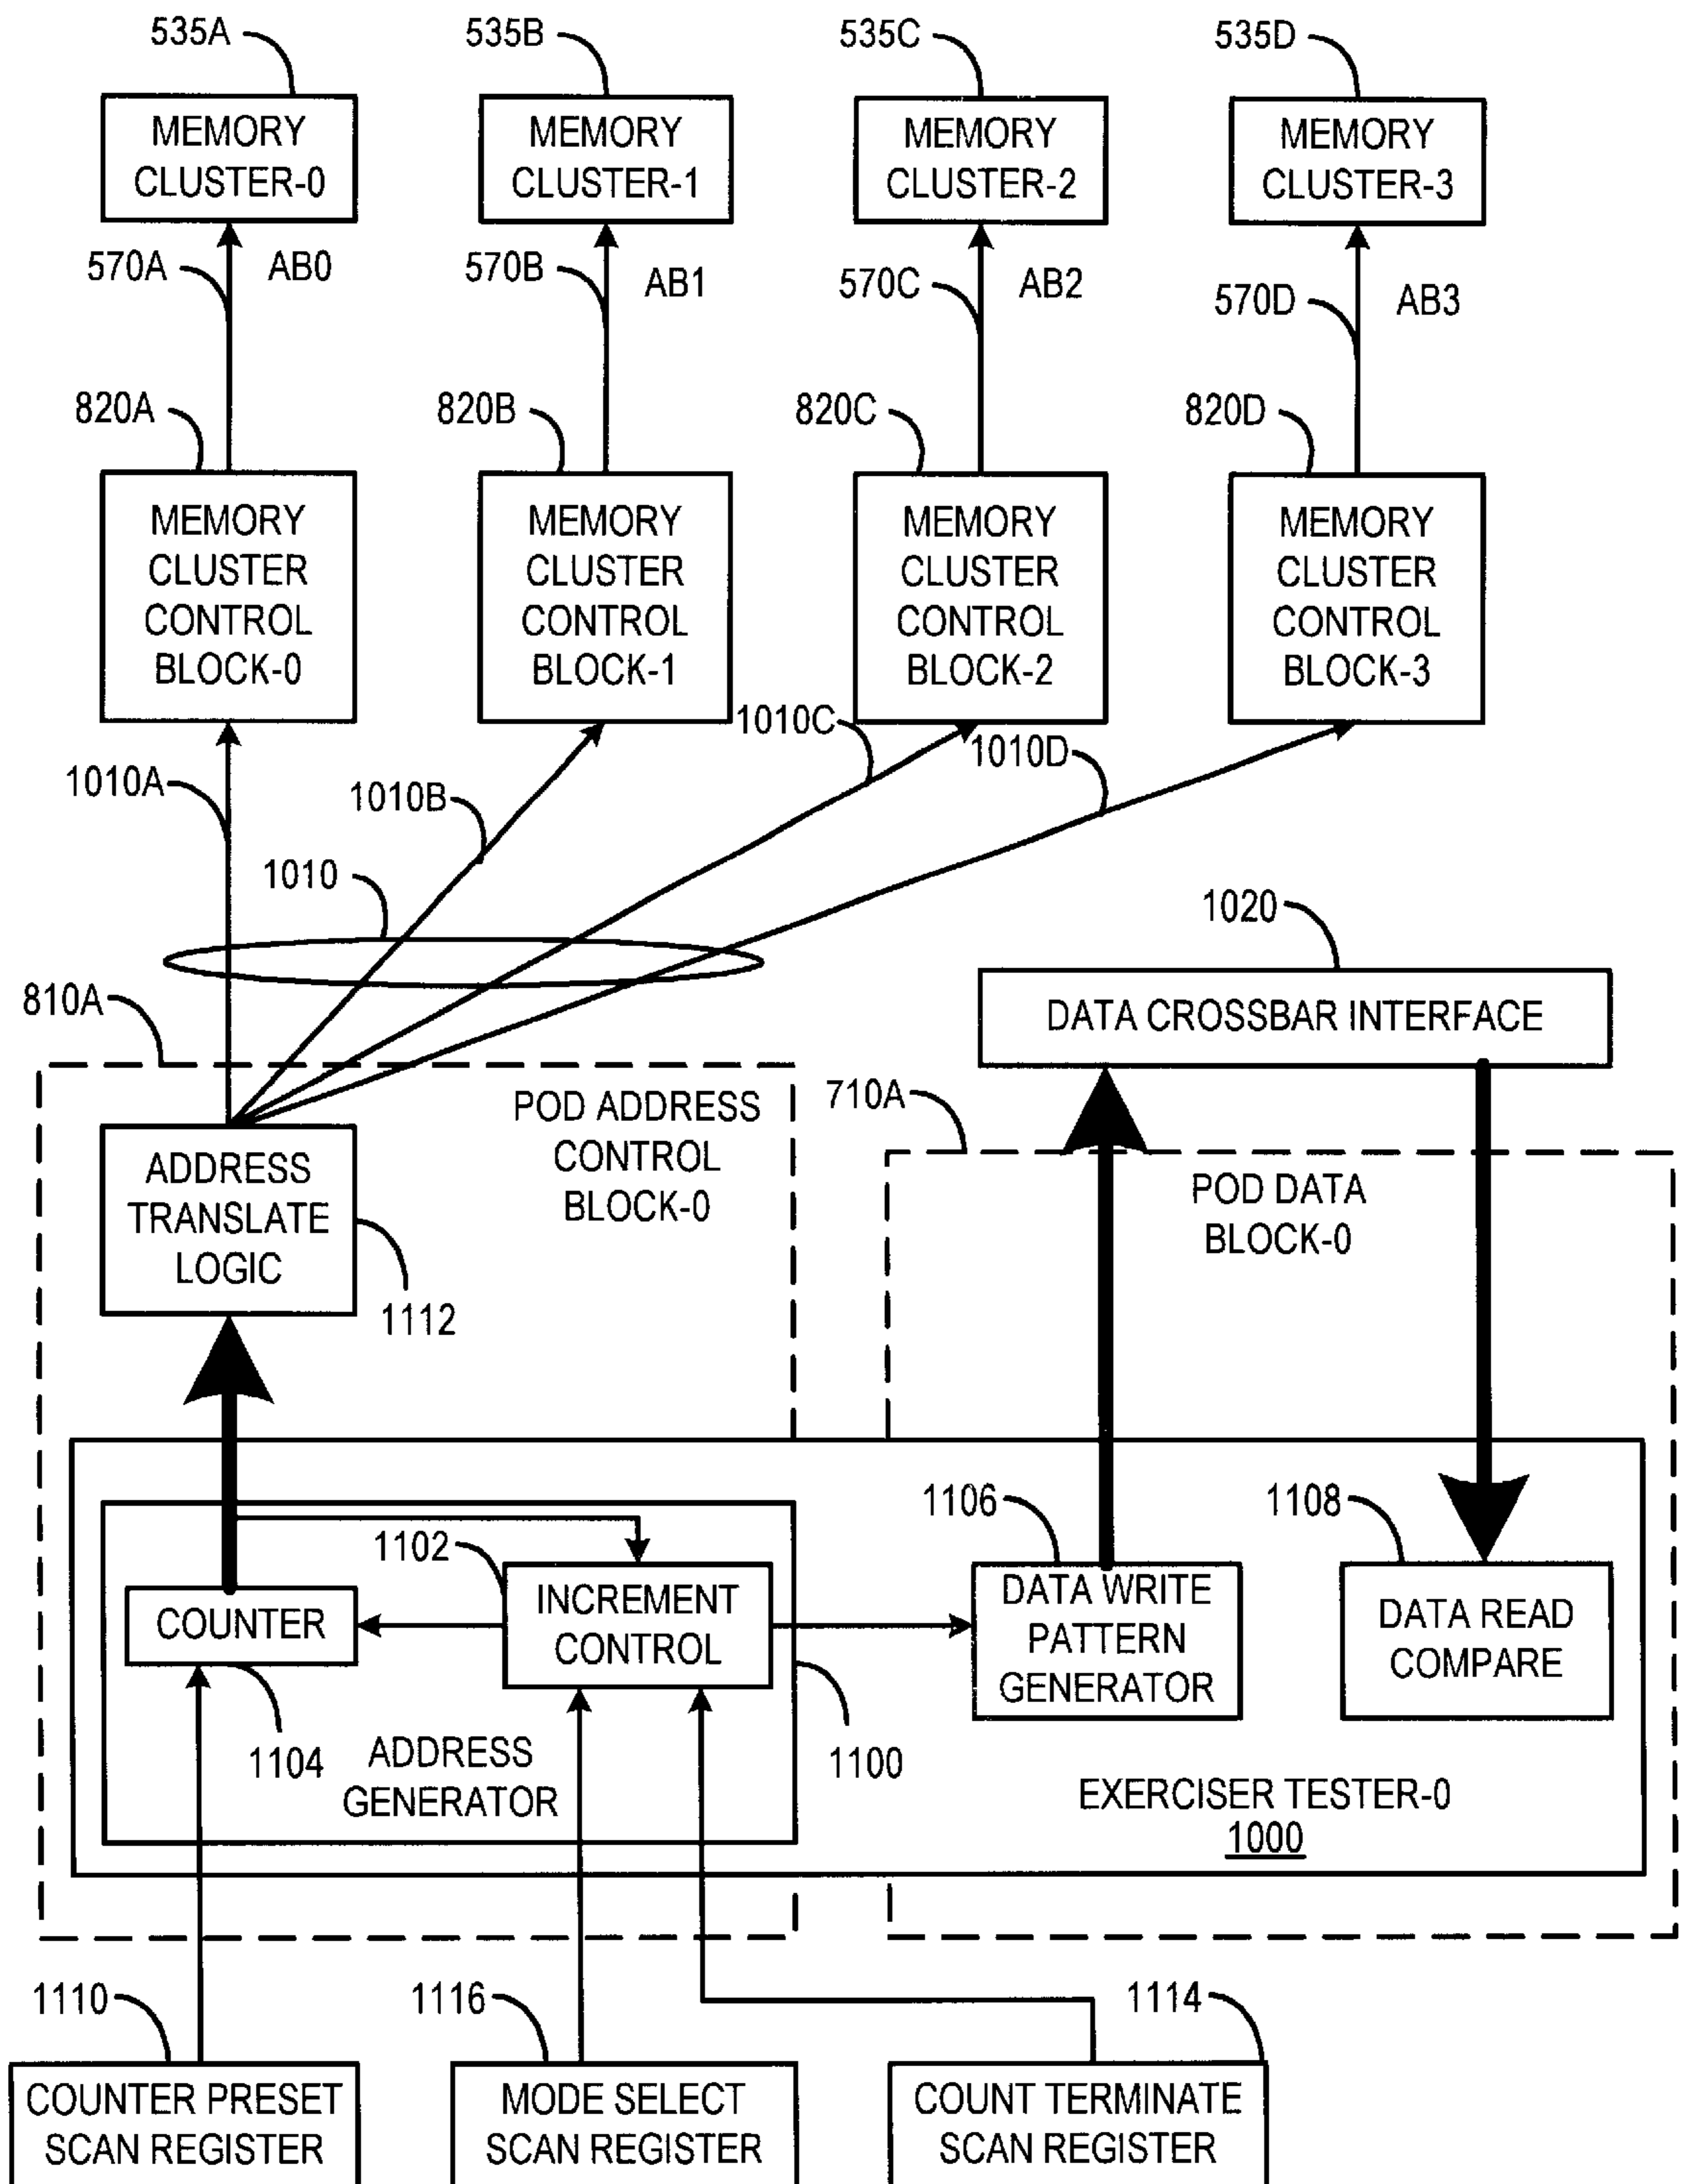 535A
535B
535C
535D
MEMORY
CLUSTER-0
MEMORY
CLUSTER-1
MEMORY
CLUSTER-2
MEMORY
CLUSTER-3
570A
AB0
570B
AB1
570C
AB2
570D
AB3
820A
820B
820C
820D
MEMORY
CLUSTER
CONTROL
BLOCK-0
MEMORY
CLUSTER
CONTROL
BLOCK-1
MEMORY
CLUSTER
CONTROL
BLOCK-2
MEMORY
CLUSTER
CONTROL
BLOCK-3
1010A
1010B
1010C
1010D
1010
1020
DATA CROSSBAR INTERFACE
810A
POD ADDRESS
CONTROL
BLOCK-0
710A
POD DATA
BLOCK-0
ADDRESS
TRANSLATE
LOGIC
1112
1102
1106
1108
COUNTER
INCREMENT
CONTROL
DATA WRITE
PATTERN
GENERATOR
DATA READ
COMPARE
1104
ADDRESS
GENERATOR
1100
EXERCISER TESTER-0
1000
1110
1116
1114
COUNTER PRESET
SCAN REGISTER
MODE SELECT
SCAN REGISTER
COUNT TERMINATE
SCAN REGISTER